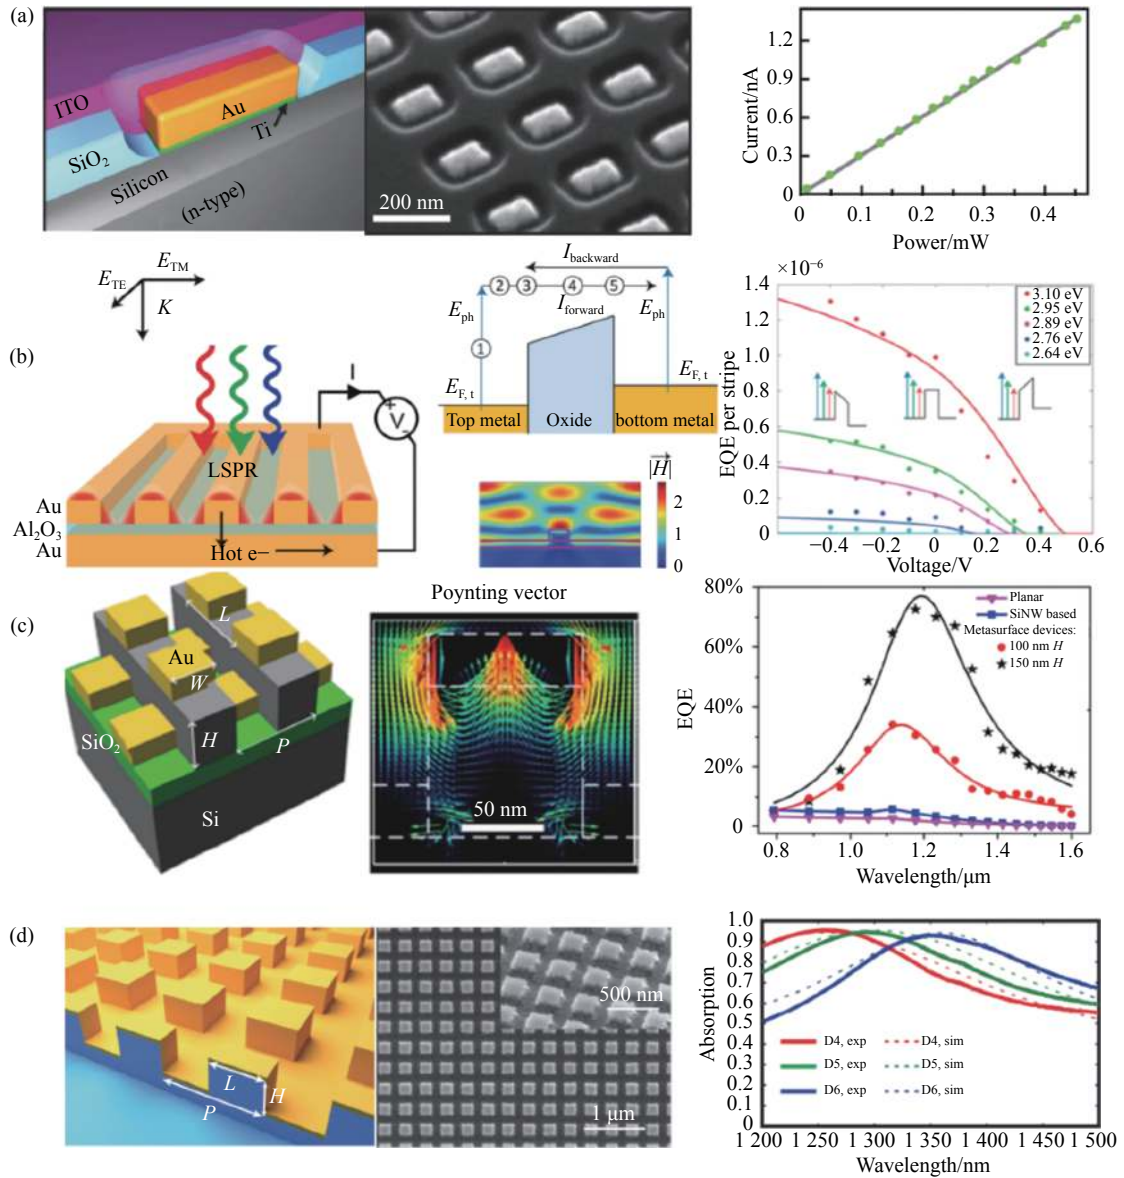 (a)
ITO
Au
Ti
SiO2
Silicon
(n-type)
200 nm
Current/nA
1.2
0.9
0.6
0.3
0
0 0.1 0.2 0.3 0.4
Power/mW
(b)
ETE
ETM
K
LSPR
I
V
+
−
Au
Al2O3
Au
Hot e−
Ibackward
② ③ ④ ⑤
Iforward
Eph
Eph
①
EF, t
EF, t
Top metal
Oxide
bottom metal
|H|
2
1
0
×10−6
1.4
1.2
1.0
0.8
0.6
0.4
0.2
0
EQE per stripe
3.10 eV
2.95 eV
2.89 eV
2.76 eV
2.64 eV
−0.4 −0.2 0 0.2 0.4 0.6
Voltage/V
(c)
L
Au
W
SiO2
H
P
Si
Poynting vector
50 nm
80%
60%
40%
20%
0
EQE
Planar
SiNW based
Metasurface devices:
100 nm H
150 nm H
0.8 1.0 1.2 1.4 1.6
Wavelength/μm
(d)
L
H
P
500 nm
1 μm
Absorption
1.0
0.9
0.8
0.7
0.6
0.5
0.4
0.3
0.2
0.1
0
D4, exp
D4, sim
D5, exp
D5, sim
D6, exp
D6, sim
1 200 1 250 1 300 1 350 1 400 1 450 1 500
Wavelength/nm